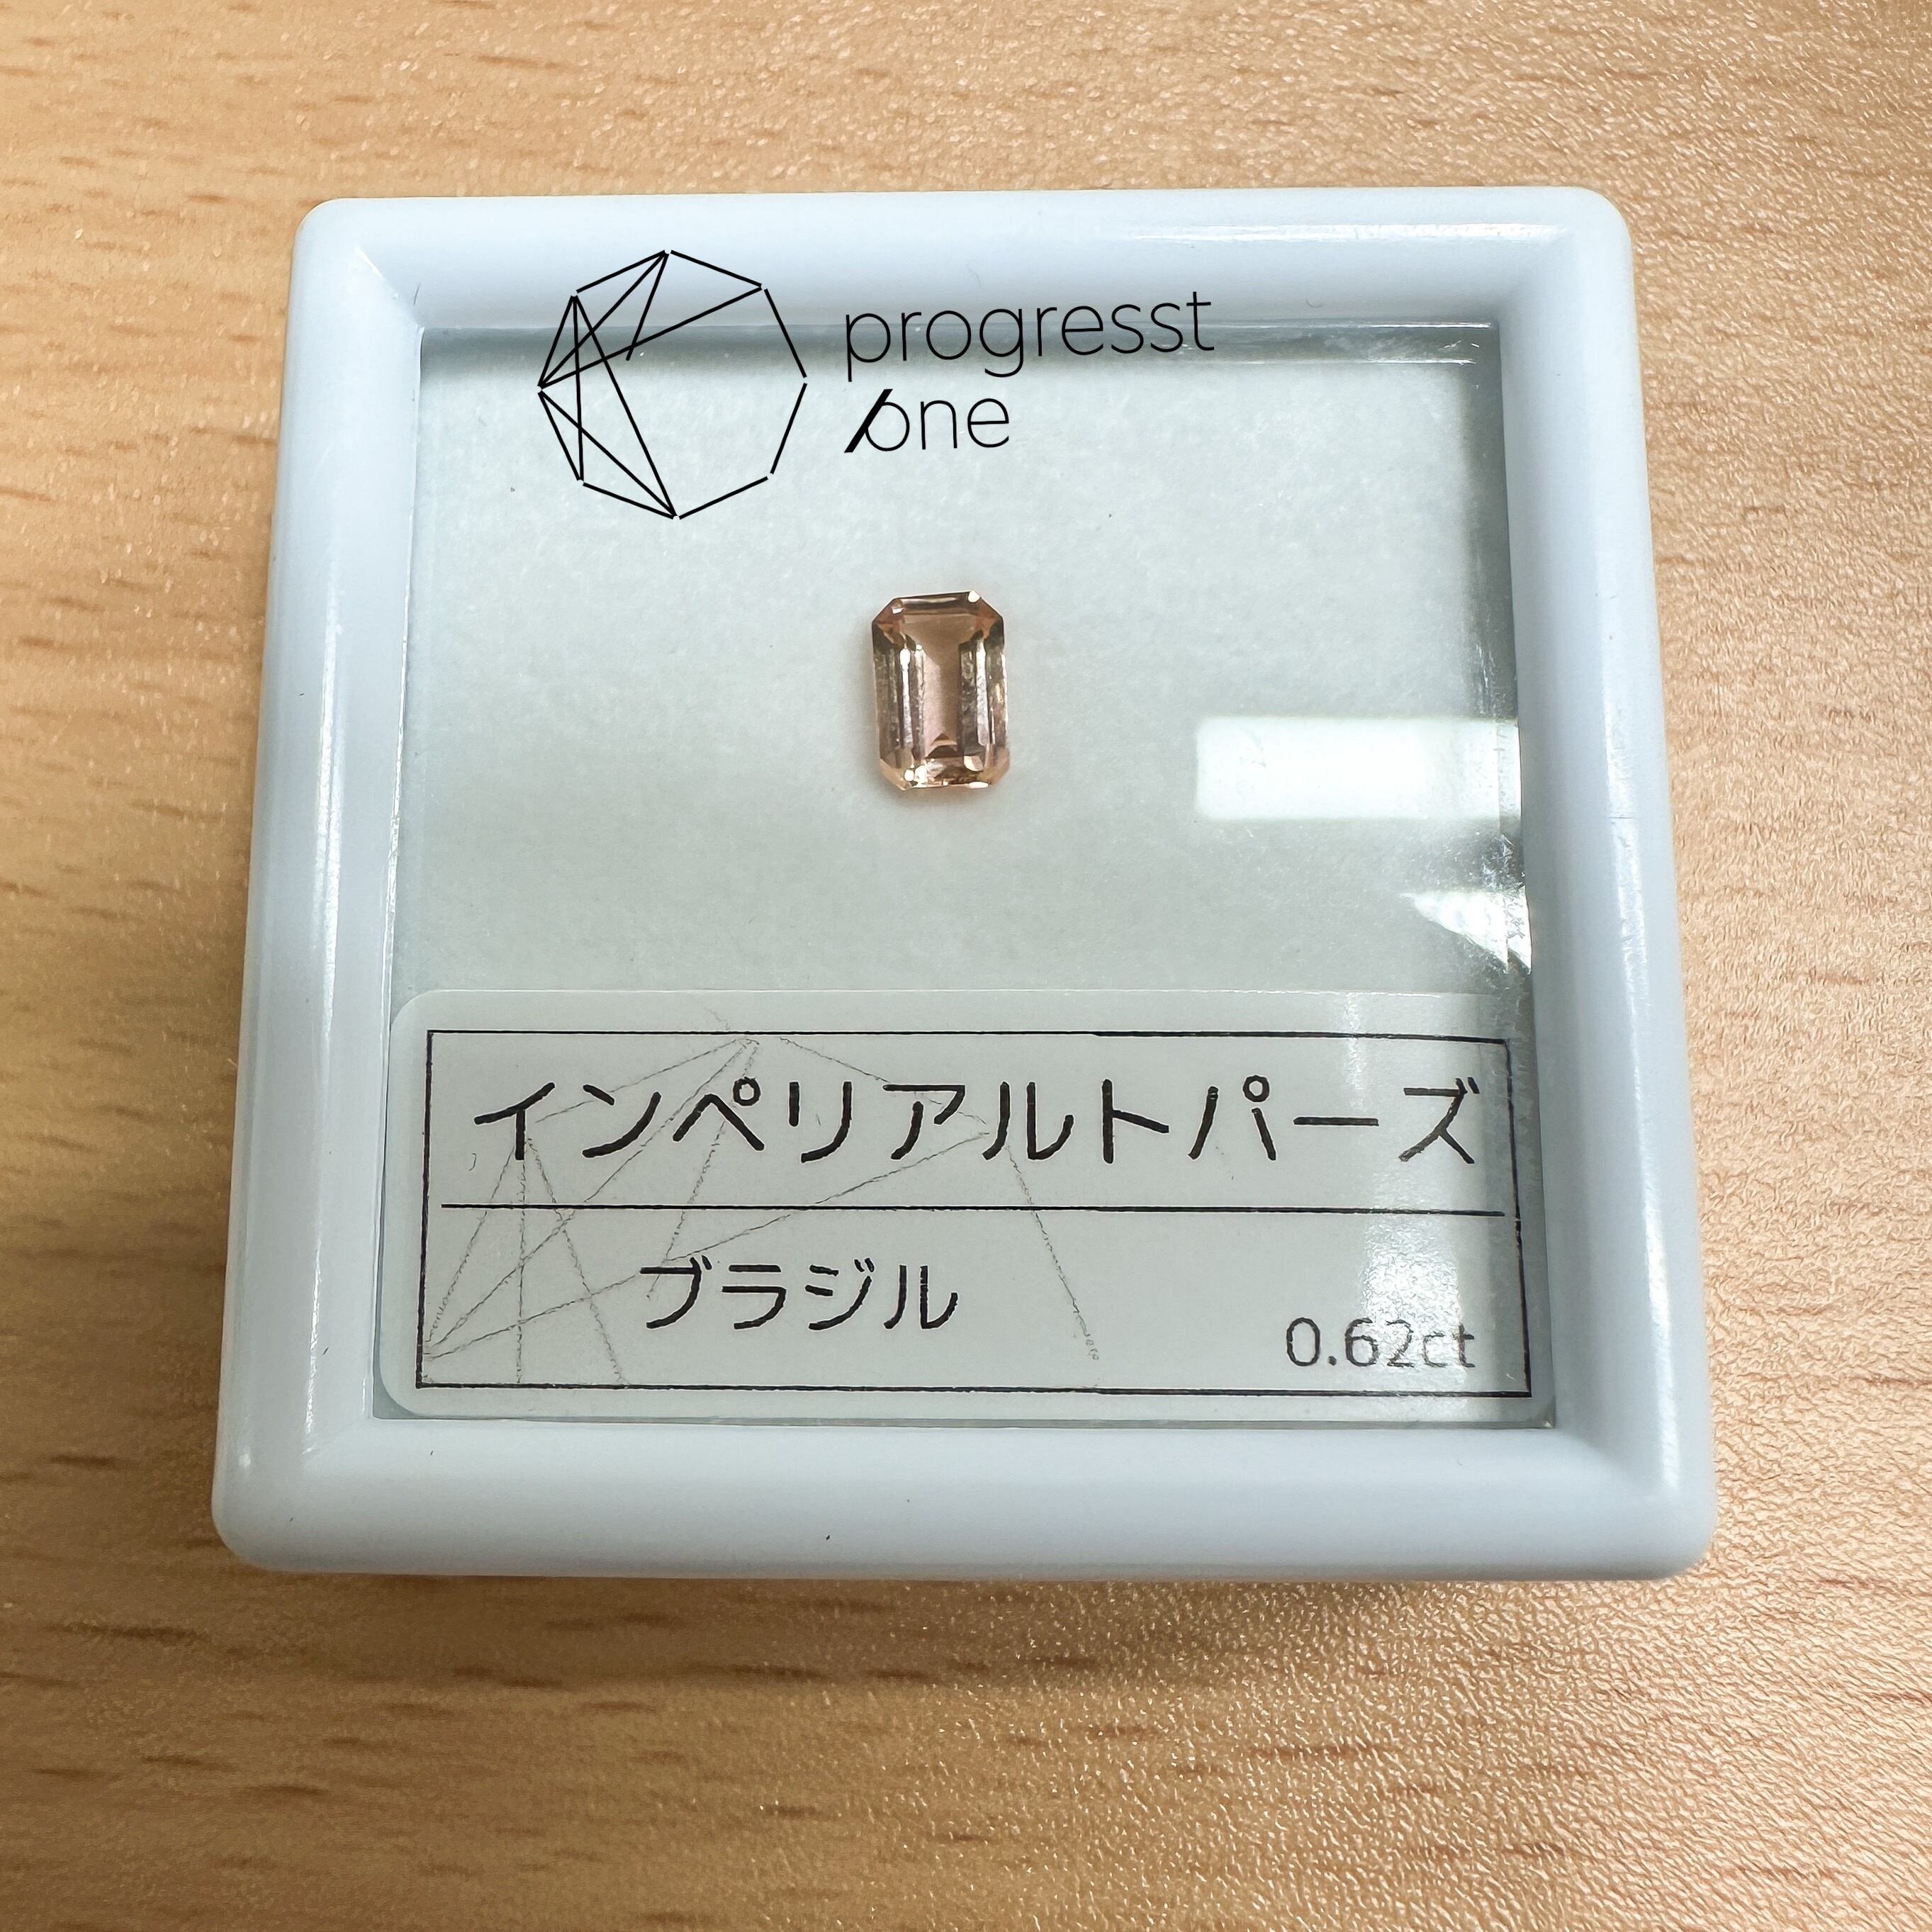 progresst
one
インペリアルトパーズ
ブラジル
0.62ct